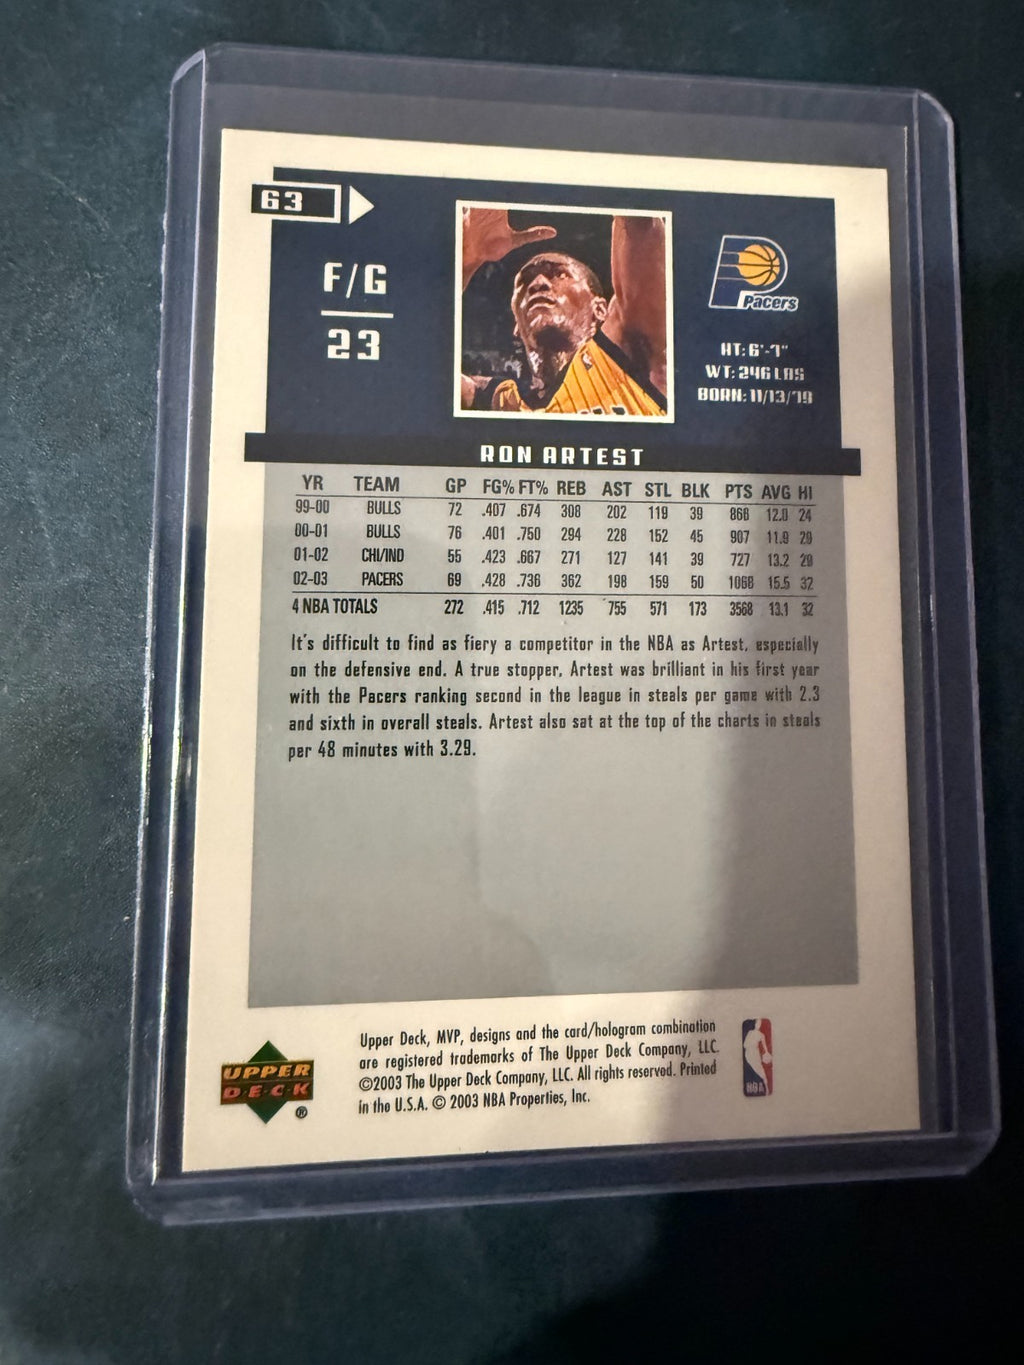 63
F/G
23
Pacers
HT: 6'-7"
WT: 246 LBS
BORN: 11/13/'79
RON ARTEST
YR TEAM GP FG% FT% REB AST STL BLK PTS AVG HI
99-00 BULLS 72 .407 .674 308 202 119 39 866 12.0 24
00-01 BULLS 76 .401 .750 294 228 152 45 907 11.9 29
01-02 CHI/IND 55 .423 .667 271 127 141 39 727 13.2 29
02-03 PACERS 69 .428 .736 362 198 159 50 1068 15.5 32
4 NBA TOTALS 272 .415 .712 1235 755 571 173 3568 13.1 32
It's difficult to find as fiery a competitor in the NBA as Artest, especially
on the defensive end. A true stopper, Artest was brilliant in his first year
with the Pacers ranking second in the league in steals per game with 2.3
and sixth in overall steals. Artest also sat at the top of the charts in steals
per 48 minutes with 3.29.
Upper Deck, MVP, designs and the card/hologram combination
are registered trademarks of The Upper Deck Company, LLC.
©2003 The Upper Deck Company, LLC. All rights reserved. Printed
in the U.S.A. © 2003 NBA Properties, Inc.
UPPER
DECK
®
NBA